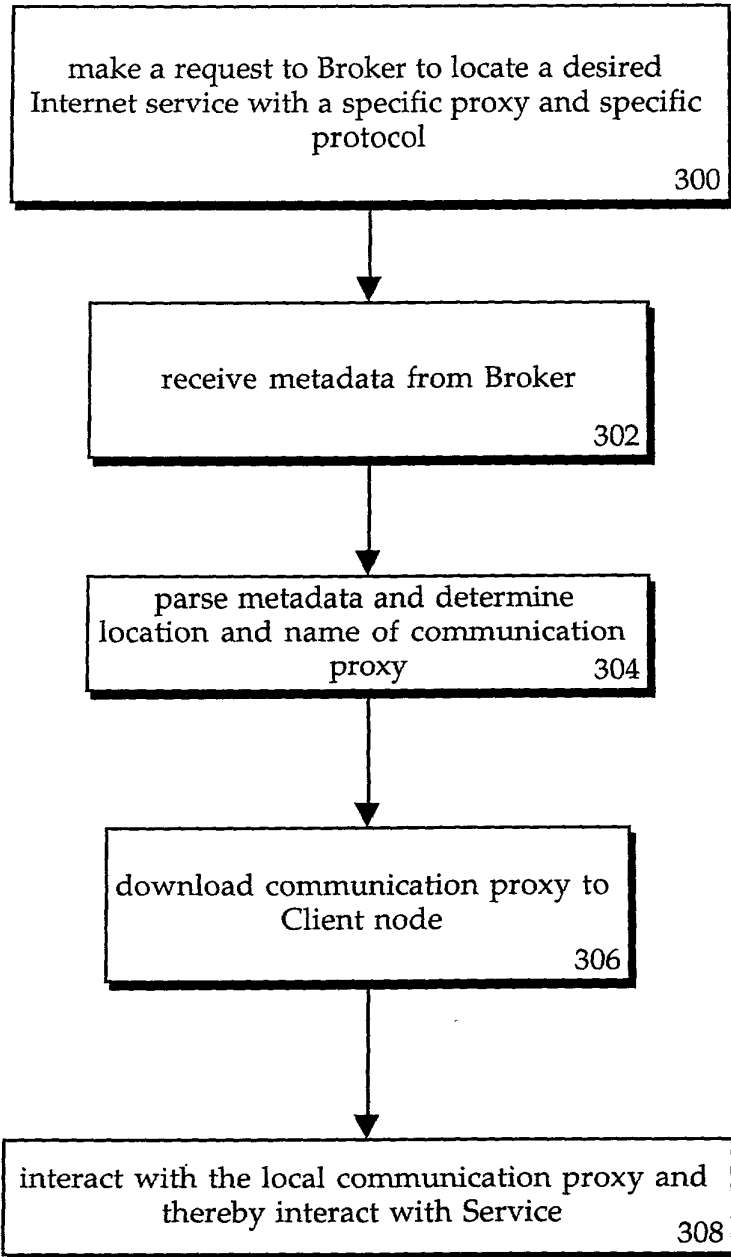 make a request to Broker to locate a desired
Internet service with a specific proxy and specific
protocol
300
receive metadata from Broker
302
parse metadata and determine
location and name of communication
proxy
304
download communication proxy to
Client node
306
interact with the local communication proxy and
thereby interact with Service
308